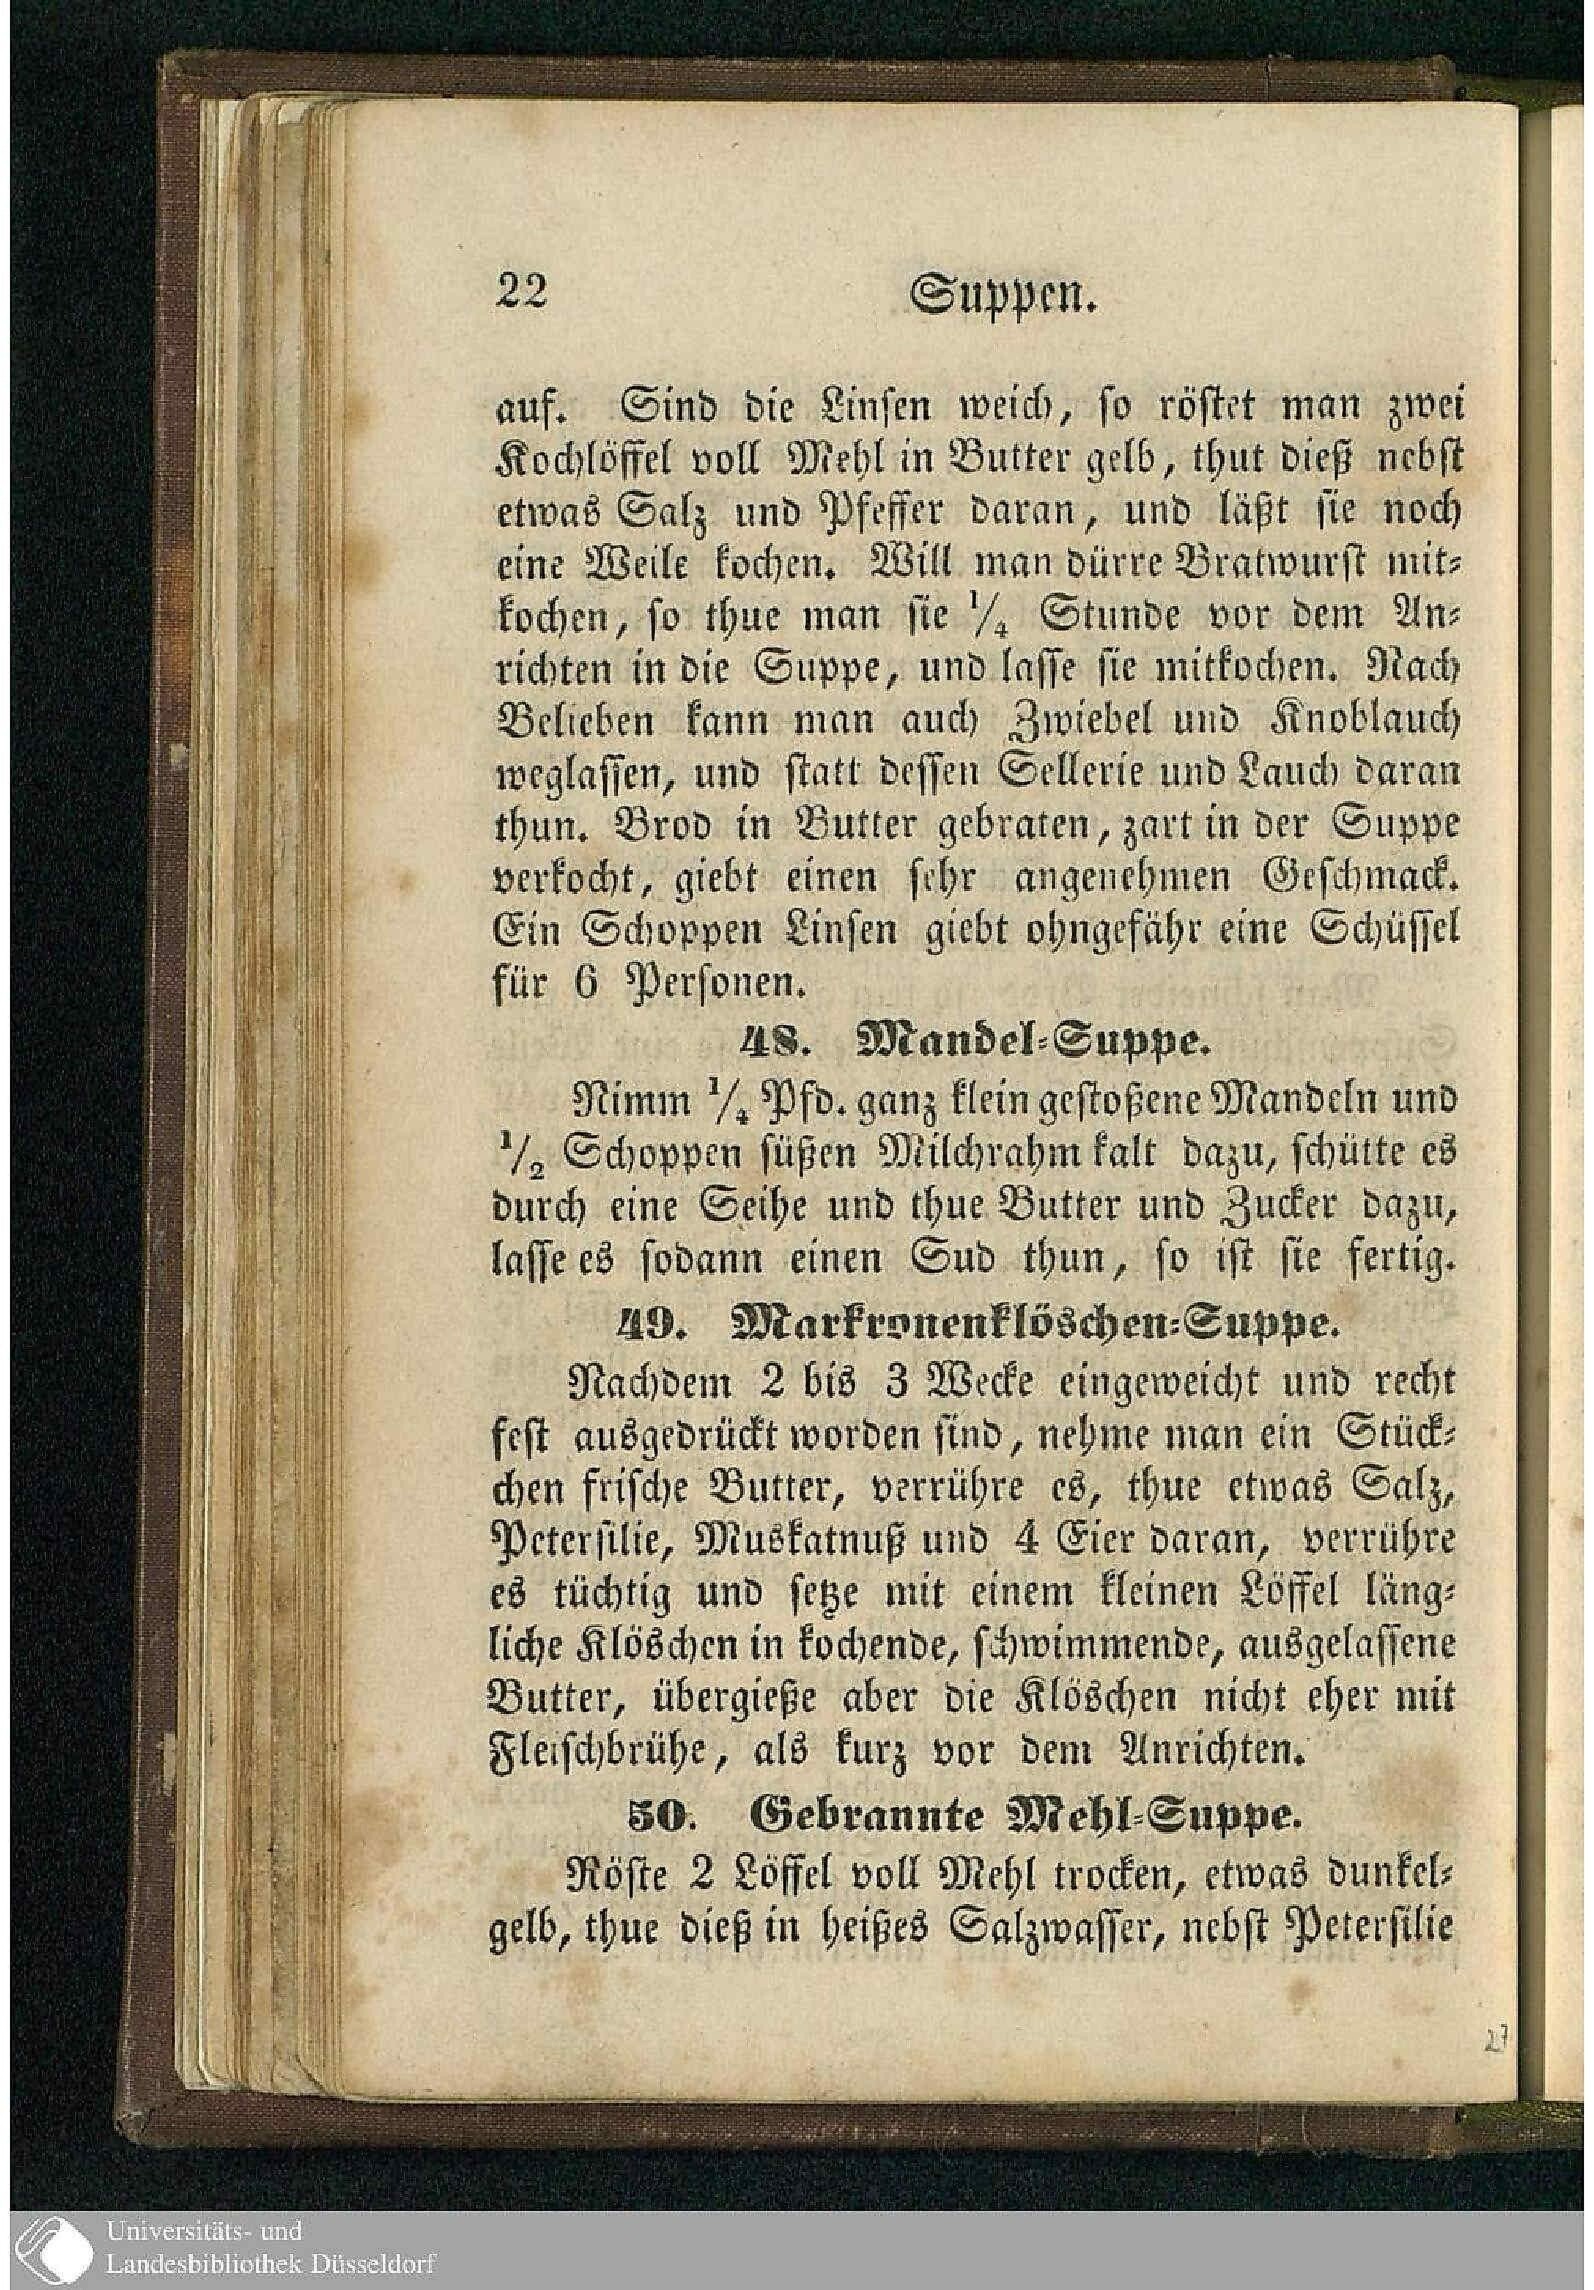 22 Suppen.
auf. Sind die Linsen weich, so röstet man zwei
Kochlöffel voll Mehl in Butter gelb, thut dieß nebst
etwas Salz und Pfeffer daran, und läßt sie noch
eine Weile kochen. Will man dürre Bratwurst mit-
kochen, so thue man sie 1/4 Stunde vor dem An-
richten in die Suppe, und lasse sie mitkochen. Nach
Belieben kann man auch Zwiebel und Knoblauch
weglassen, und statt dessen Sellerie und Lauch daran
thun. Brod in Butter gebraten, zart in der Suppe
verkocht, giebt einen sehr angenehmen Geschmack.
Ein Schoppen Linsen giebt ohngefähr eine Schüssel
für 6 Personen.
48. Mandel-Suppe.
Nimm 1/4 Pfd. ganz klein gestoßene Mandeln und
1/2 Schoppen süßen Milchrahm kalt dazu, schütte es
durch eine Seihe und thue Butter und Zucker dazu,
lasse es sodann einen Sud thun, so ist sie fertig.
49. Markronenklöschen-Suppe.
Nachdem 2 bis 3 Wecke eingeweicht und recht
fest ausgedrückt worden sind, nehme man ein Stück-
chen frische Butter, verrühre es, thue etwas Salz,
Petersilie, Muskatnuß und 4 Eier daran, verrühre
es tüchtig und setze mit einem kleinen Löffel läng-
liche Klöschen in kochende, schwimmende, ausgelassene
Butter, übergieße aber die Klöschen nicht eher mit
Fleischbrühe, als kurz vor dem Anrichten.
50. Gebrannte Mehl-Suppe.
Röste 2 Löffel voll Mehl trocken, etwas dunkel-
gelb, thue dieß in heißes Salzwasser, nebst Petersilie
27
Universitäts- und
Landesbibliothek Düsseldorf